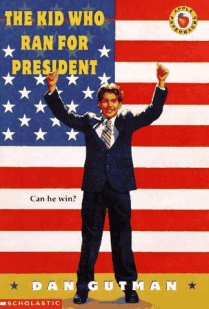 THE KID WHO
RAN FOR
PRESIDENT
Can he win?
DAN GUTMAN
SCHOLASTIC